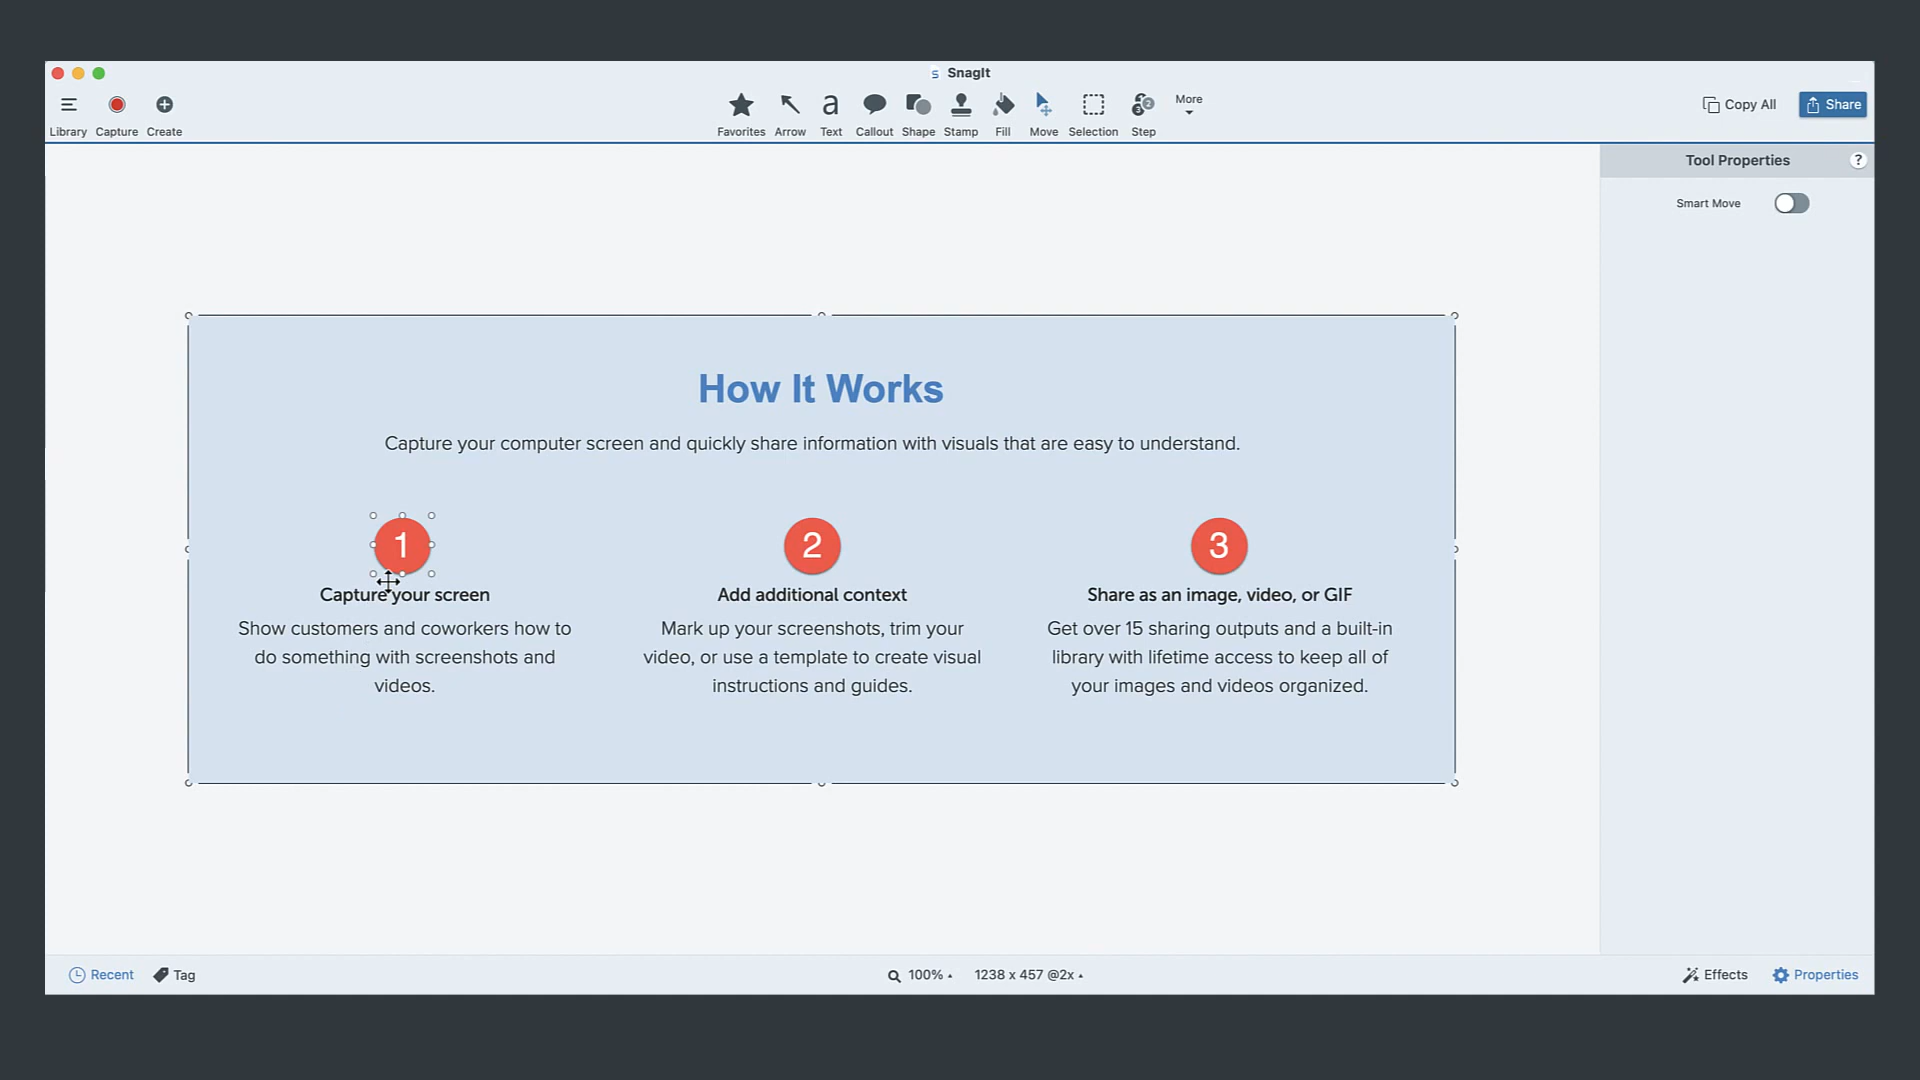 SnagIt
Library Capture Create
Favorites Arrow Text Callout Shape Stamp Fill Move Selection Step More
Copy All Share
Tool Properties ?
Smart Move
How It Works
Capture your computer screen and quickly share information with visuals that are easy to understand.
1
Capture your screen
Show customers and coworkers how to
do something with screenshots and
videos.
2
Add additional context
Mark up your screenshots, trim your
video, or use a template to create visual
instructions and guides.
3
Share as an image, video, or GIF
Get over 15 sharing outputs and a built-in
library with lifetime access to keep all of
your images and videos organized.
Recent Tag
100% 1238 x 457 @2x
Effects Properties